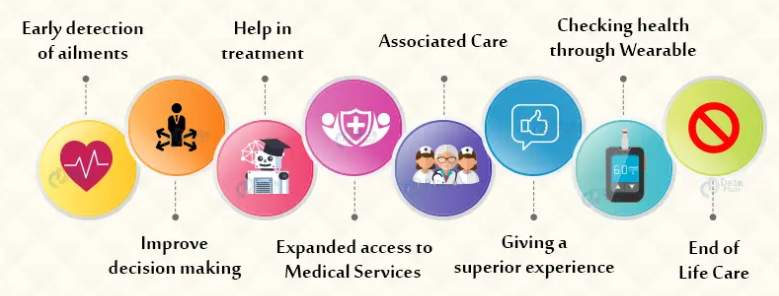 Early detection
of ailments
Improve
decision making
Help in
treatment
Expanded access to
Medical Services
Associated Care
Giving a
superior experience
Checking health
through Wearable
60
End of
Life Care